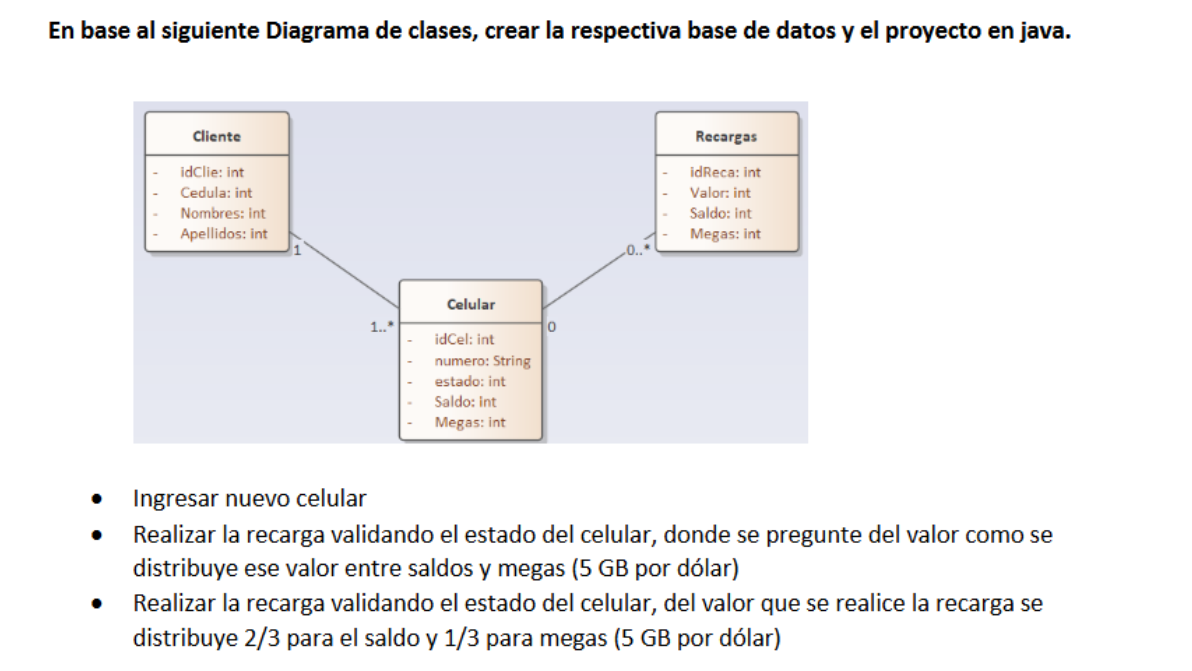 En base al siguiente Diagrama de clases, crear la respectiva base de datos y el proyecto en java.
Cliente
- idClie: int
- Cedula: int
- Nombres: int
- Apellidos: int
1
Recargas
- idReca: int
- Valor: int
- Saldo: int
- Megas: int
0..*
Celular
1..*
0
- idCel: int
- numero: String
- estado: int
- Saldo: int
- Megas: int
• Ingresar nuevo celular
• Realizar la recarga validando el estado del celular, donde se pregunte del valor como se
distribuye ese valor entre saldos y megas (5 GB por dólar)
• Realizar la recarga validando el estado del celular, del valor que se realice la recarga se
distribuye 2/3 para el saldo y 1/3 para megas (5 GB por dólar)